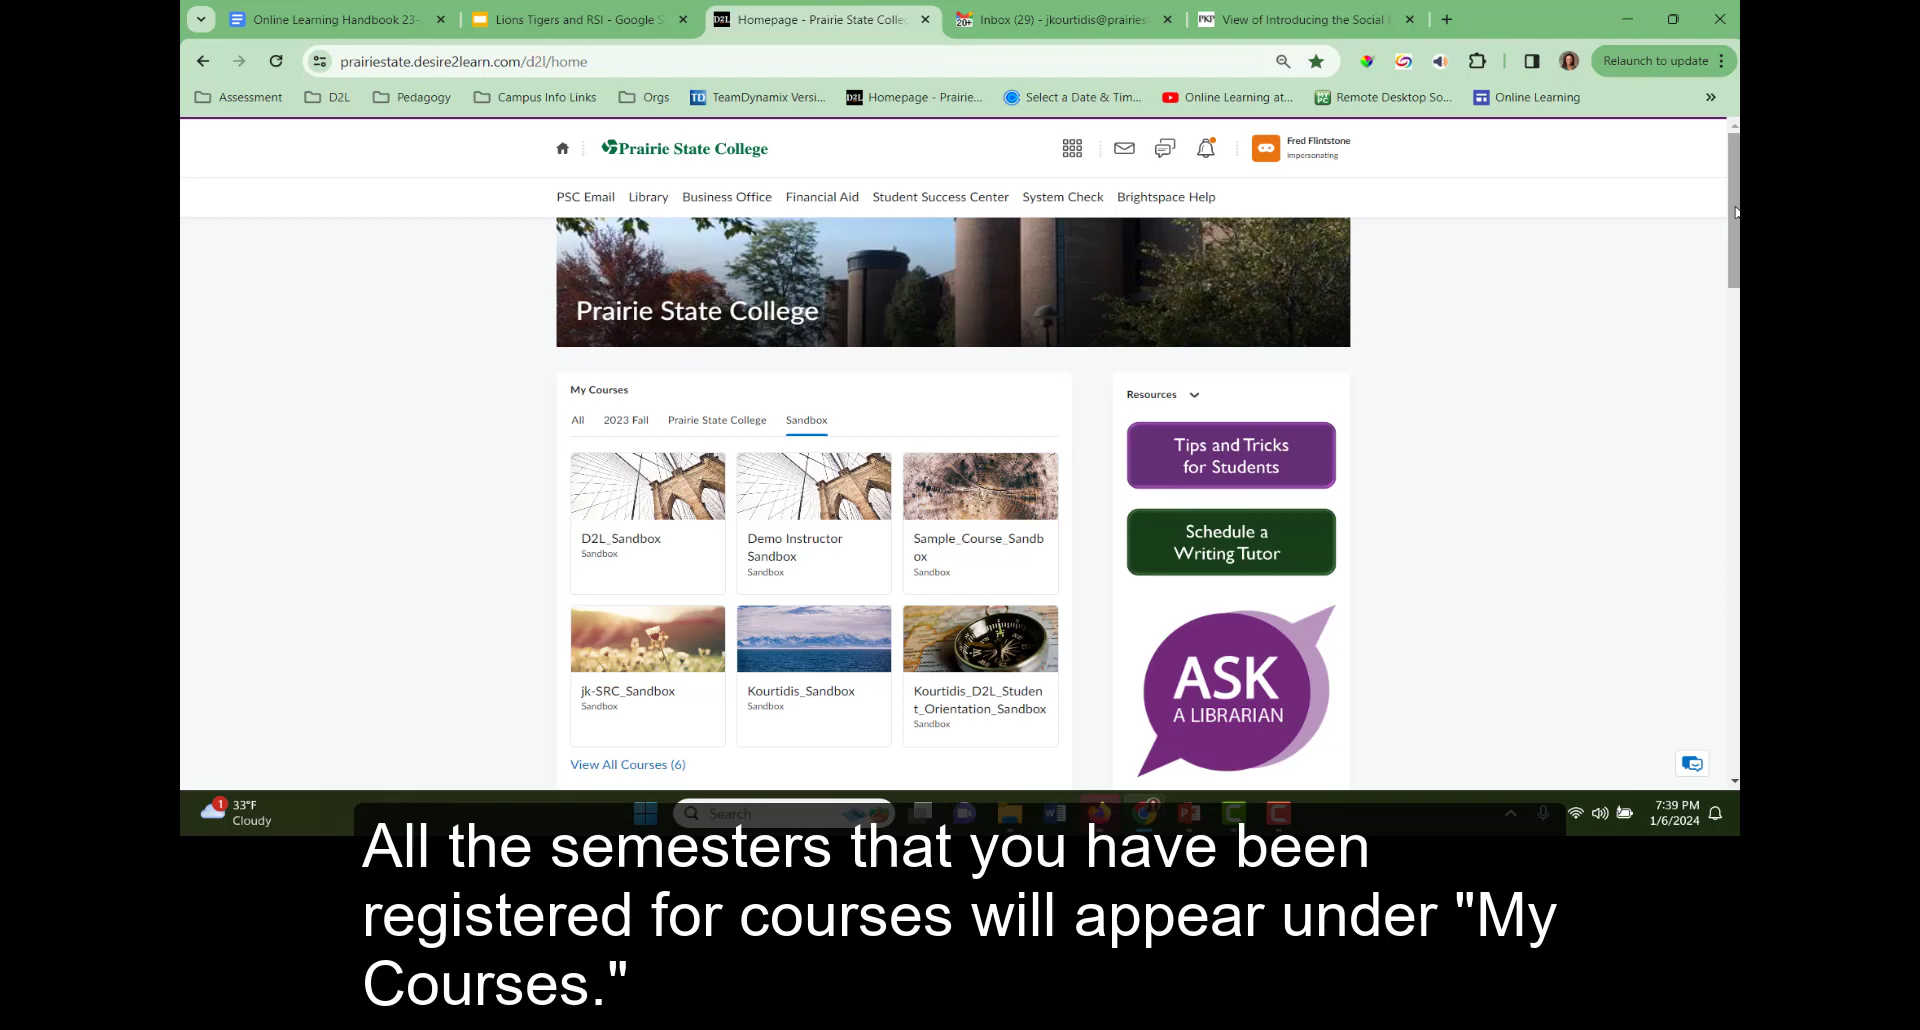 Online Learning Handbook 23-
Lions Tigers and RSI - Google S
D2L Homepage - Prairie State Colle
20+ Inbox (29) - jkourtidis@prairies
PKP View of Introducing the Social
prairiestate.desire2learn.com/d2l/home
Relaunch to update
Assessment
D2L
Pedagogy
Campus Info Links
Orgs
TD TeamDynamix Versi...
D2L Homepage - Prairie...
Select a Date & Tim...
Online Learning at...
Remote Desktop So...
Online Learning
Prairie State College
Fred Flintstone
Impersonating
PSC Email Library Business Office Financial Aid Student Success Center System Check Brightspace Help
Prairie State College
My Courses
All 2023 Fall Prairie State College Sandbox
D2L_Sandbox
Sandbox
Demo Instructor
Sandbox
Sandbox
Sample_Course_Sandb
ox
Sandbox
jk-SRC_Sandbox
Sandbox
Kourtidis_Sandbox
Sandbox
Kourtidis_D2L_Studen
t_Orientation_Sandbox
Sandbox
View All Courses (6)
Resources
Tips and Tricks
for Students
Schedule a
Writing Tutor
ASK
A LIBRARIAN
1
33°F
Cloudy
Search
7:39 PM
1/6/2024
All the semesters that you have been
registered for courses will appear under "My
Courses."